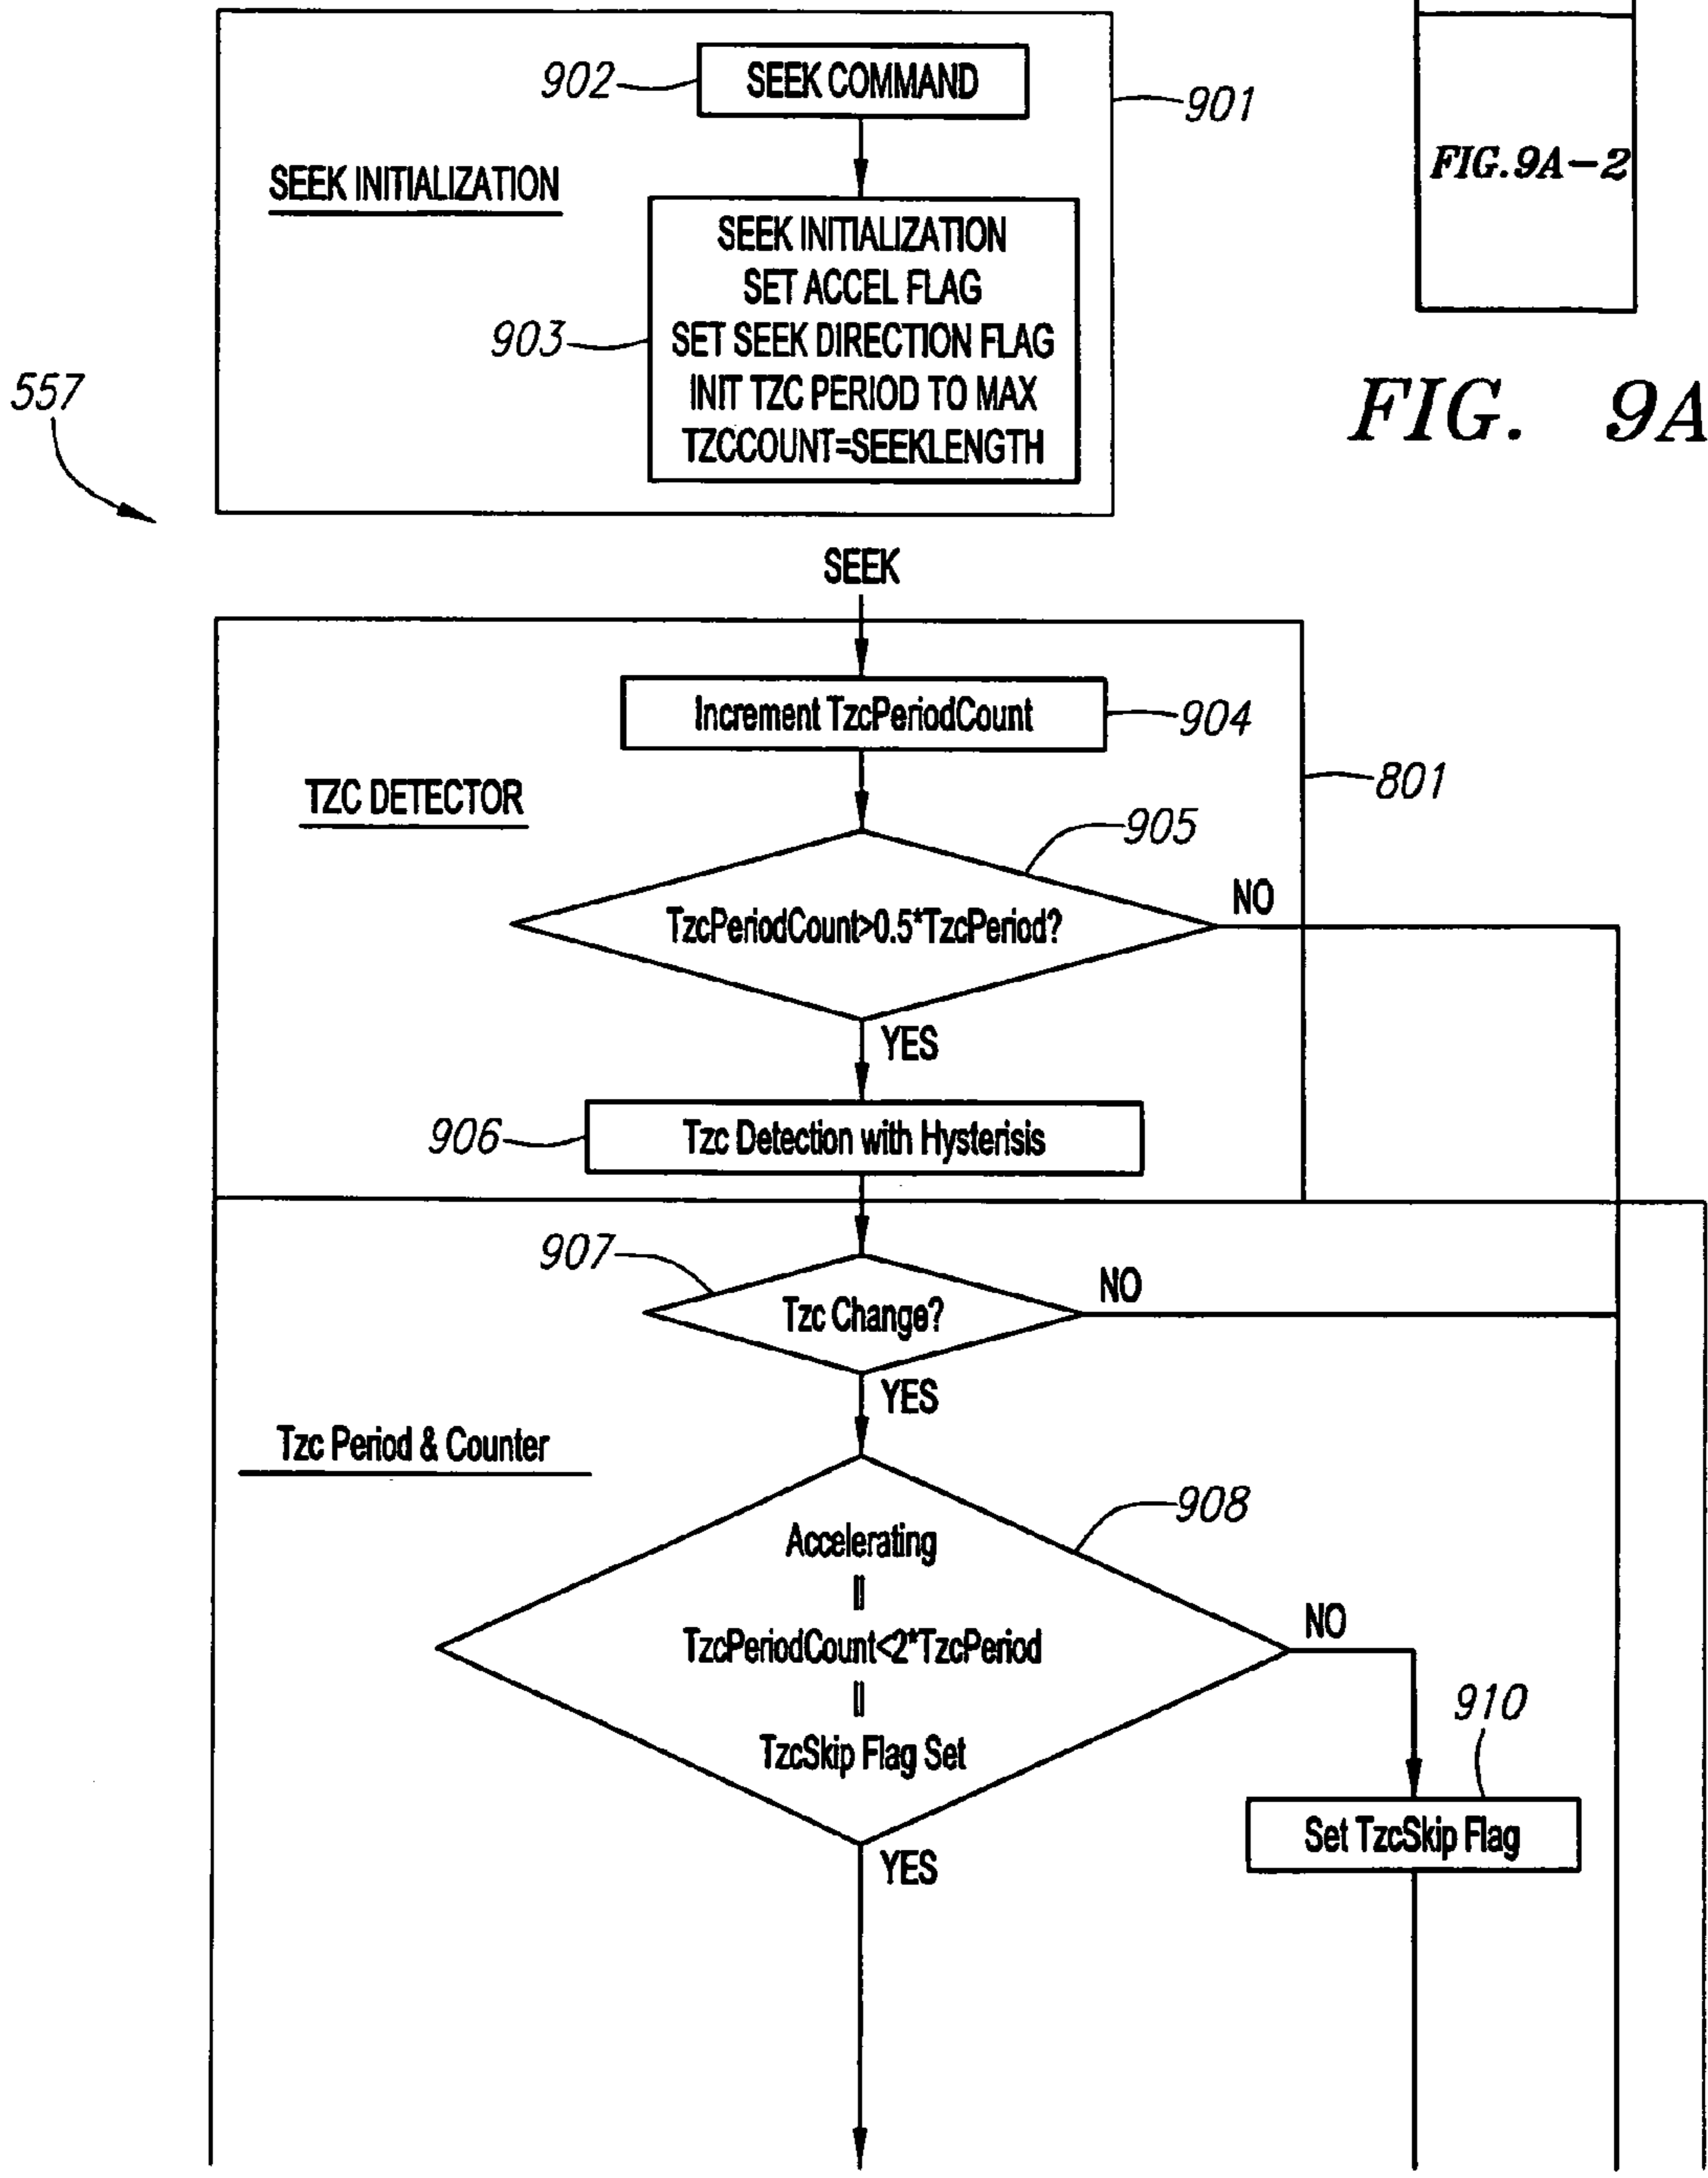 902
SEEK COMMAND
901
SEEK INITIALIZATION
FIG.9A-2
903
SEEK INITIALIZATION
SET ACCEL FLAG
SET SEEK DIRECTION FLAG
INIT TZC PERIOD TO MAX
TZCCOUNT=SEEKLENGTH
557
FIG. 9A
SEEK
Increment TzcPeriodCount
904
TZC DETECTOR
801
905
TzcPeriodCount>0.5*TzcPeriod?
NO
YES
906
Tzc Detection with Hysterisis
907
Tzc Change?
NO
YES
Tzc Period & Counter
908
Accelerating
||
TzcPeriodCount<2*TzcPeriod
||
TzcSkip Flag Set
NO
910
Set TzcSkip Flag
YES